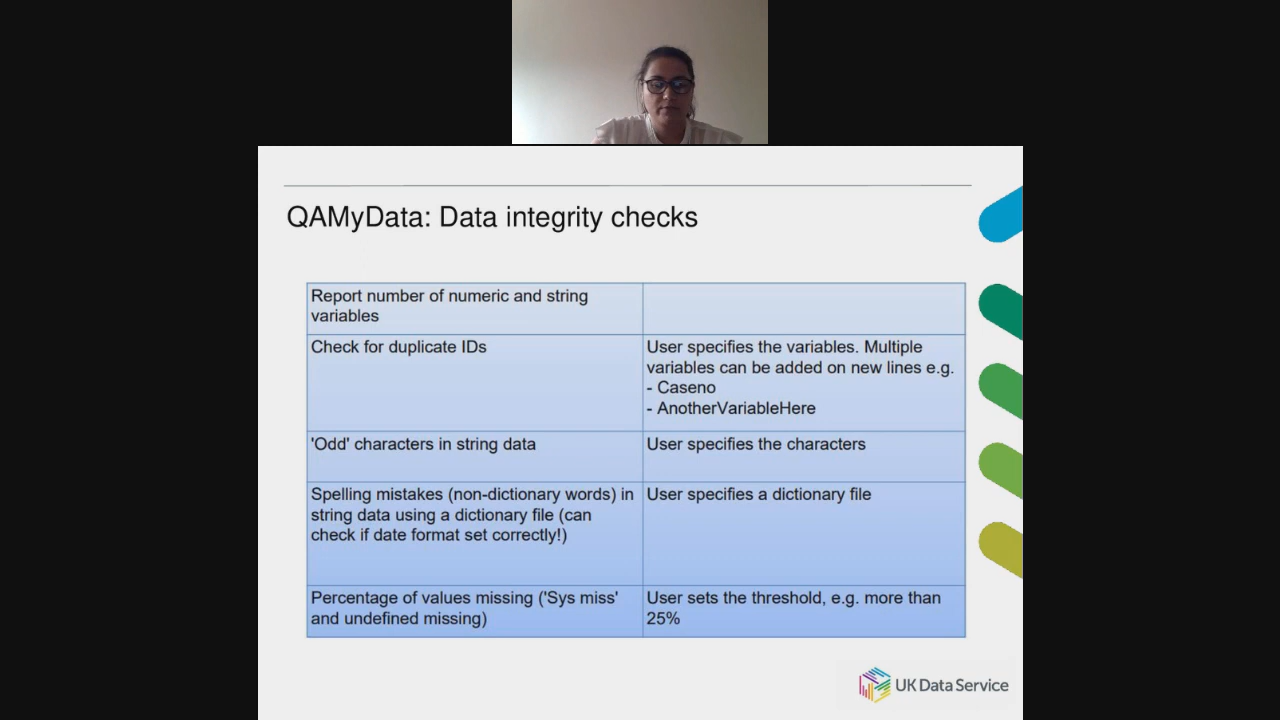 QAMyData: Data integrity checks
Report number of numeric and string
variables
Check for duplicate IDs
User specifies the variables. Multiple
variables can be added on new lines e.g.
- Caseno
- AnotherVariableHere
'Odd' characters in string data
User specifies the characters
Spelling mistakes (non-dictionary words) in
string data using a dictionary file (can
check if date format set correctly!)
User specifies a dictionary file
Percentage of values missing ('Sys miss'
and undefined missing)
User sets the threshold, e.g. more than
25%
UK Data Service